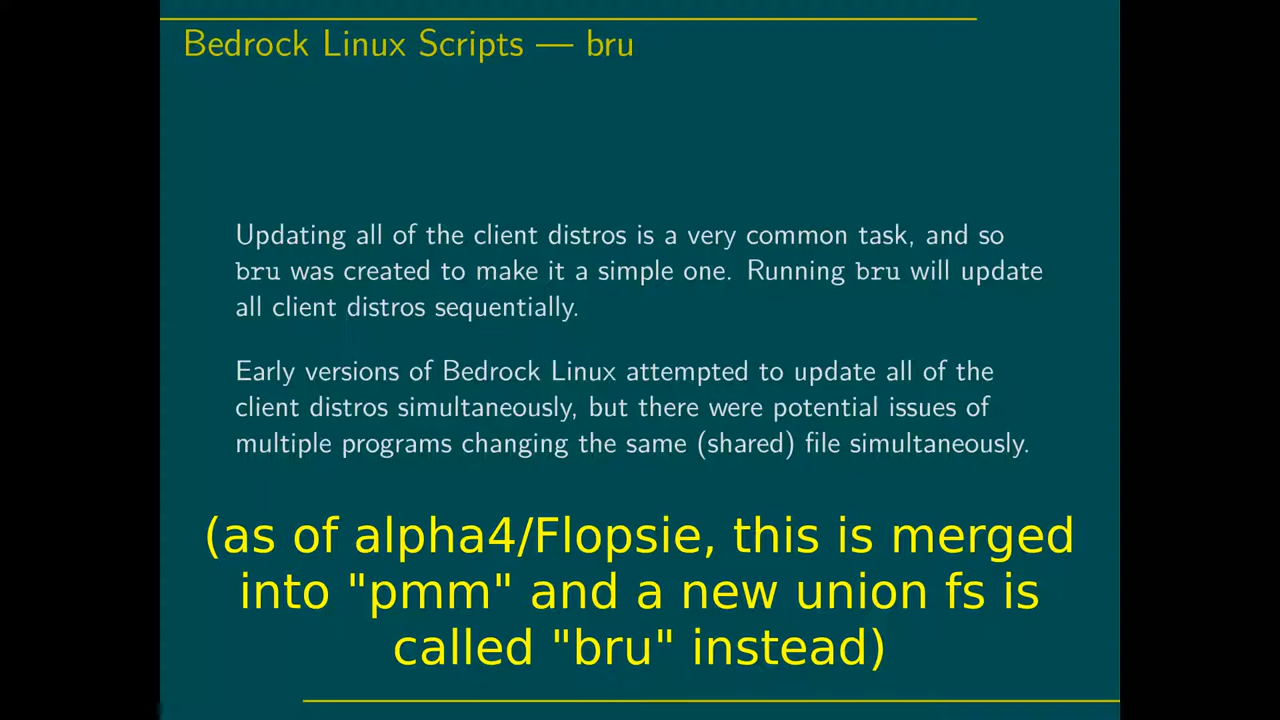 Bedrock Linux Scripts — bru
Updating all of the client distros is a very common task, and so
bru was created to make it a simple one. Running bru will update
all client distros sequentially.
Early versions of Bedrock Linux attempted to update all of the
client distros simultaneously, but there were potential issues of
multiple programs changing the same (shared) file simultaneously.
(as of alpha4/Flopsie, this is merged
into "pmm" and a new union fs is
called "bru" instead)